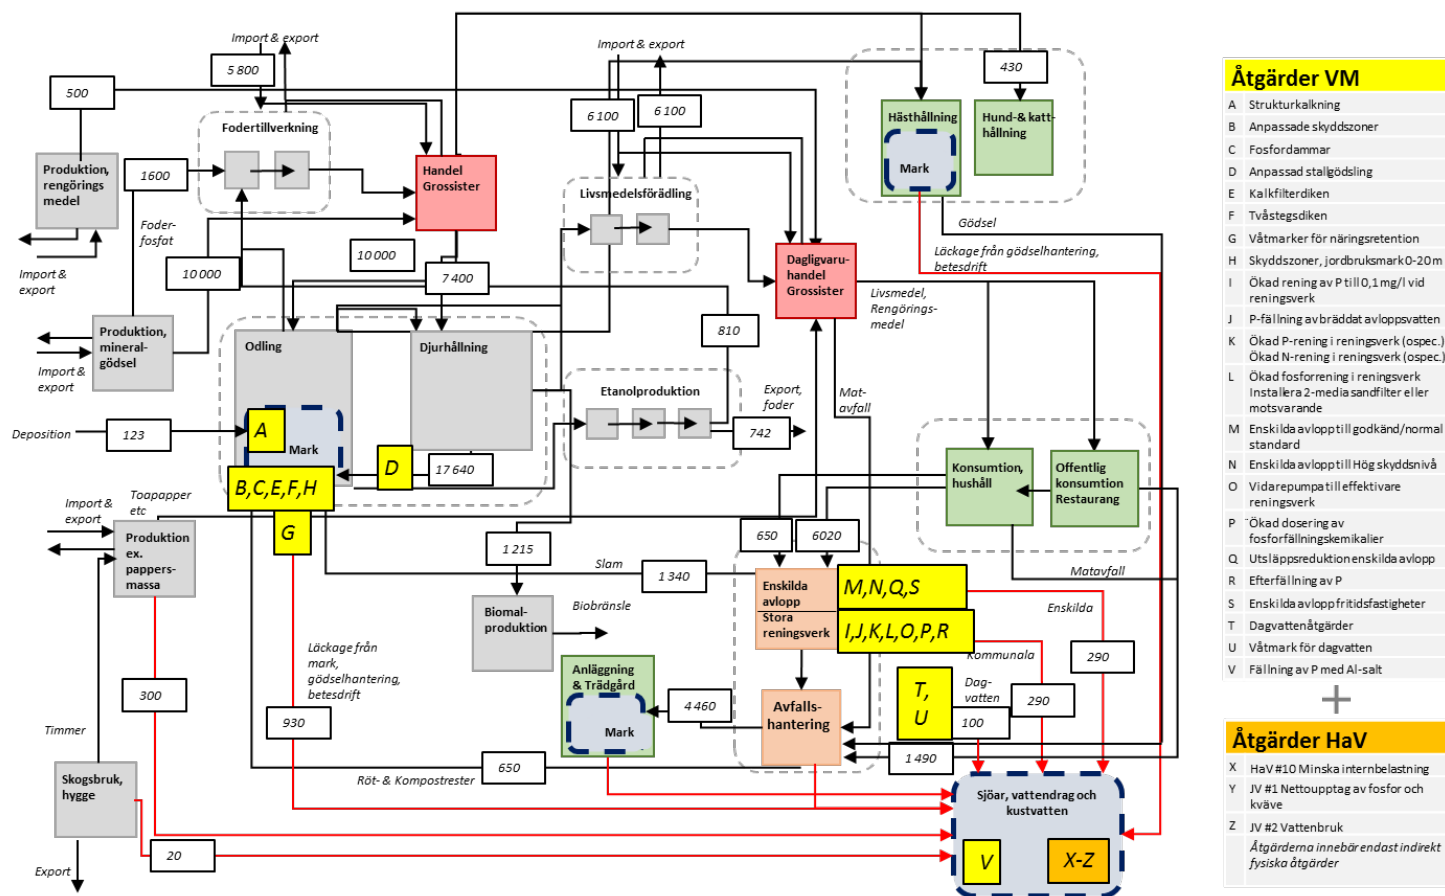 Import & export
5 800
500
Fodertillverkning
Import & export
6 100
6 100
430
Hästhållning
Mark
Hund- & katt-
hållning
Produktion,
rengörings
medel
1600
Handel
Grossister
Livsmedelsförädling
Foder-
fosfat
Gödsel
Import &
export
10 000
10 000
7 400
Dagligvaru-
handel
Grossister
Läckage från gödselhantering,
betesdrift
Livsmedel,
Rengörings-
medel
Produktion,
mineral-
gödsel
Import &
export
Odling
Djurhållning
810
Etanolproduktion
Export,
foder
742
Mat-
avfall
Deposition
123
A
Mark
D
17 640
B,C,E,F,H
G
Konsumtion,
hushåll
Offentlig
konsumtion
Restaurang
Import &
export
Toapapper
etc
Produktion
ex.
pappers-
massa
1 215
650
6020
Slam
1 340
Matavfall
Biomal-
produktion
Biobränsle
Enskilda
avlopp
Stora
reningsverk
M,N,Q,S
I,J,K,L,O,P,R
Enskilda
Kommunala
290
290
Läckage från
mark,
gödselhantering,
betesdrift
Anläggning
& Trädgård
Mark
4 460
Avfalls-
hantering
T,
U
Dag-
vatten
100
300
930
Timmer
1 490
650
Röt- & Kompostrester
Skogsbruk,
hygge
20
Export
Sjöar, vattendrag och
kustvatten
V
X-Z
Åtgärder VM
A Strukturkalkning
B Anpassade skyddszoner
C Fosfordammar
D Anpassad stallgödsling
E Kalkfilterdiken
F Tvåstegsdiken
G Våtmarker för näringsretention
H Skyddszoner, jordbruksmark 0-20 m
I Ökad rening av P till 0,1 mg/l vid
reningsverk
J P-fällning av bräddat avloppsvatten
K Ökad P-rening i reningsverk (ospec.)
Ökad N-rening i reningsverk (ospec.)
L Ökad fosforrening i reningsverk
Installera 2-media sandfilter eller
motsvarande
M Enskilda avlopp till godkänd/normal
standard
N Enskilda avlopp till Hög skyddsnivå
O Vidarepumpa till effektivare
reningsverk
P Ökad dosering av
fosforfällningskemikalier
Q Utsläppsreduktion enskilda avlopp
R Efterfällning av P
S Enskilda avlopp fritidsfastigheter
T Dagvattenåtgärder
U Våtmark för dagvatten
V Fällning av P med Al-salt
+
Åtgärder HaV
X HaV #10 Minska internbelastning
Y JV #1 Nettoupptag av fosfor och
kväve
Z JV #2 Vattenbruk
Åtgärderna innebär endast indirekt
fysiska åtgärder